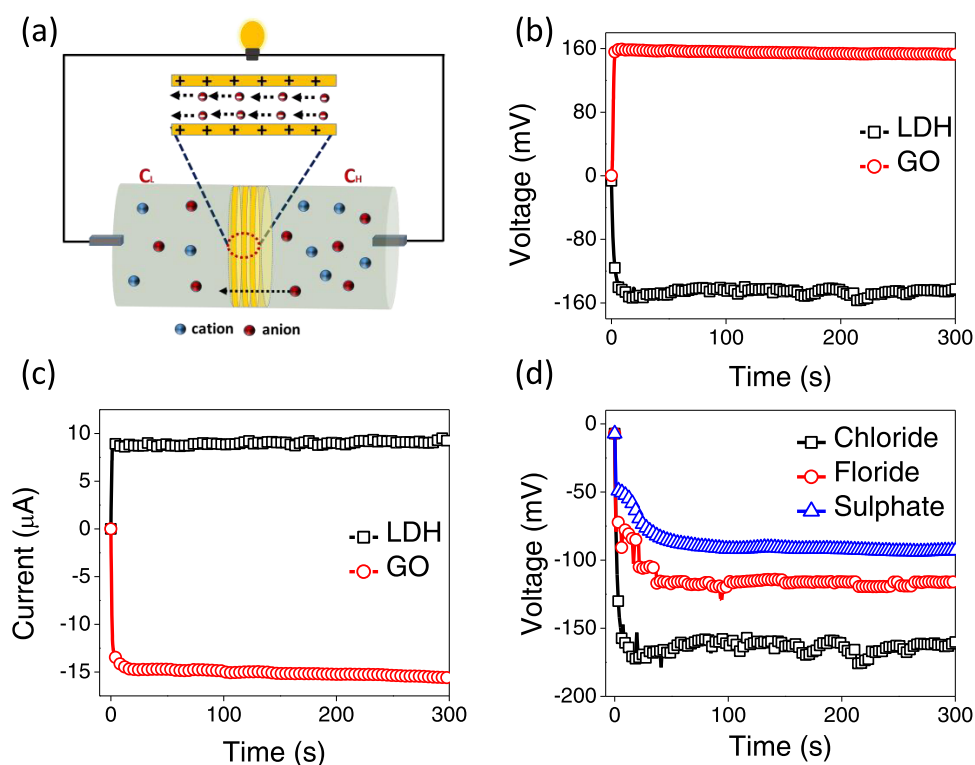 (a)
+ + + + + +
- - - -
- - - -
+ + + + + +
CL
CH
cation anion
(b)
160
80
0
-80
-160
0 100 200 300
Voltage (mV)
Time (s)
LDH
GO
(c)
10
5
0
-5
-10
-15
0 100 200 300
Current (μA)
Time (s)
LDH
GO
(d)
0
-50
-100
-150
-200
0 100 200 300
Voltage (mV)
Time (s)
Chloride
Floride
Sulphate